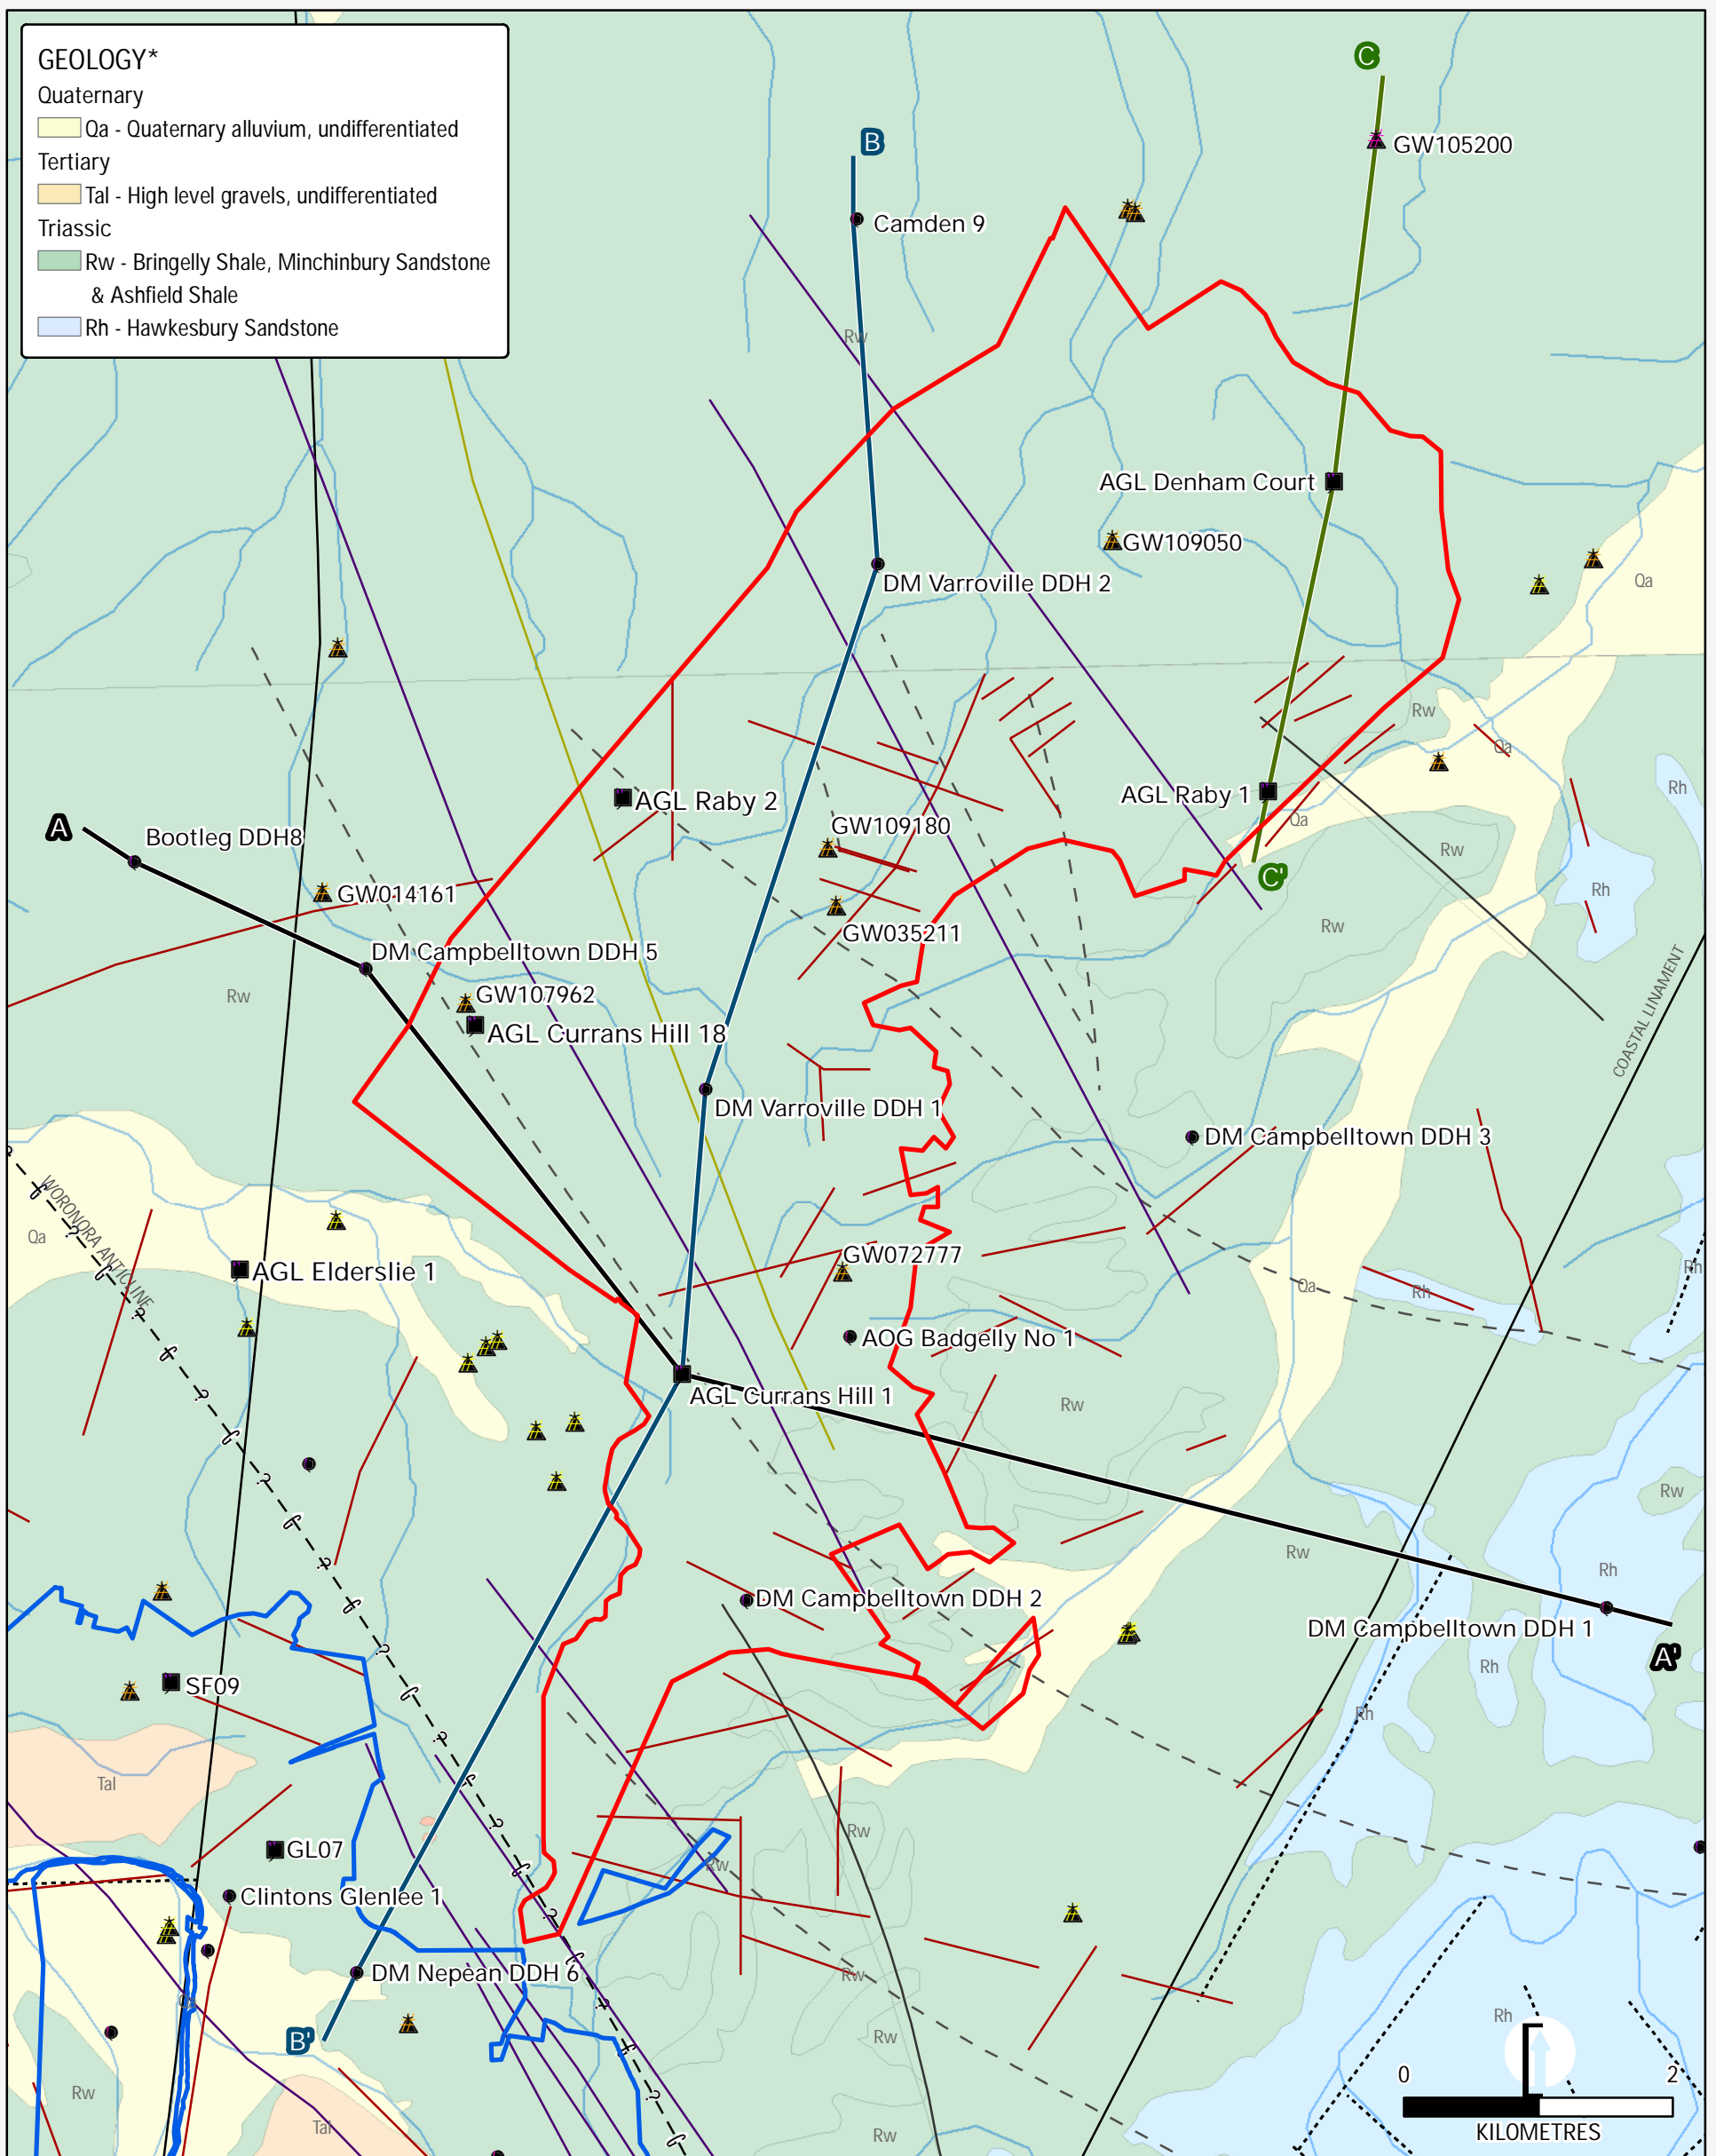 GEOLOGY*
Quaternary
Qa - Quaternary alluvium, undifferentiated
Tertiary
Tal - High level gravels, undifferentiated
Triassic
Rw - Bringelly Shale, Minchinbury Sandstone
& Ashfield Shale
Rh - Hawkesbury Sandstone
C
B
GW105200
Camden 9
Rw
AGL Denham Court
GW109050
DM Varroville DDH 2
Qa
Rw
Qa
Rh
AGL Raby 1
AGL Raby 2
Qa
A
Bootleg DDH8
GW109180
Rw
C'
Rh
GW014161
GW035211
Rw
DM Campbelltown DDH 5
COASTAL LINAMENT
Rw
GW107962
AGL Currans Hill 18
DM Varroville DDH 1
DM Campbelltown DDH 3
WORONORA ANTICLINE
?
Qa
?
GW072777
Rh
AGL Elderslie 1
Qa
Rh
?
AOG Badgelly No 1
?
AGL Currans Hill 1
Rw
?
Rw
?
Rw
Rh
?
DM Campbelltown DDH 2
DM Campbelltown DDH 1
A'
Rh
SF09
Rh
?
Tal
?
Rw
GL07
Rw
Clintons Glenlee 1
?
DM Nepean DDH 6
Rw
Qa
?
Rh
B'
Rw
0
2
Rw
?
Tal
KILOMETRES
Rw